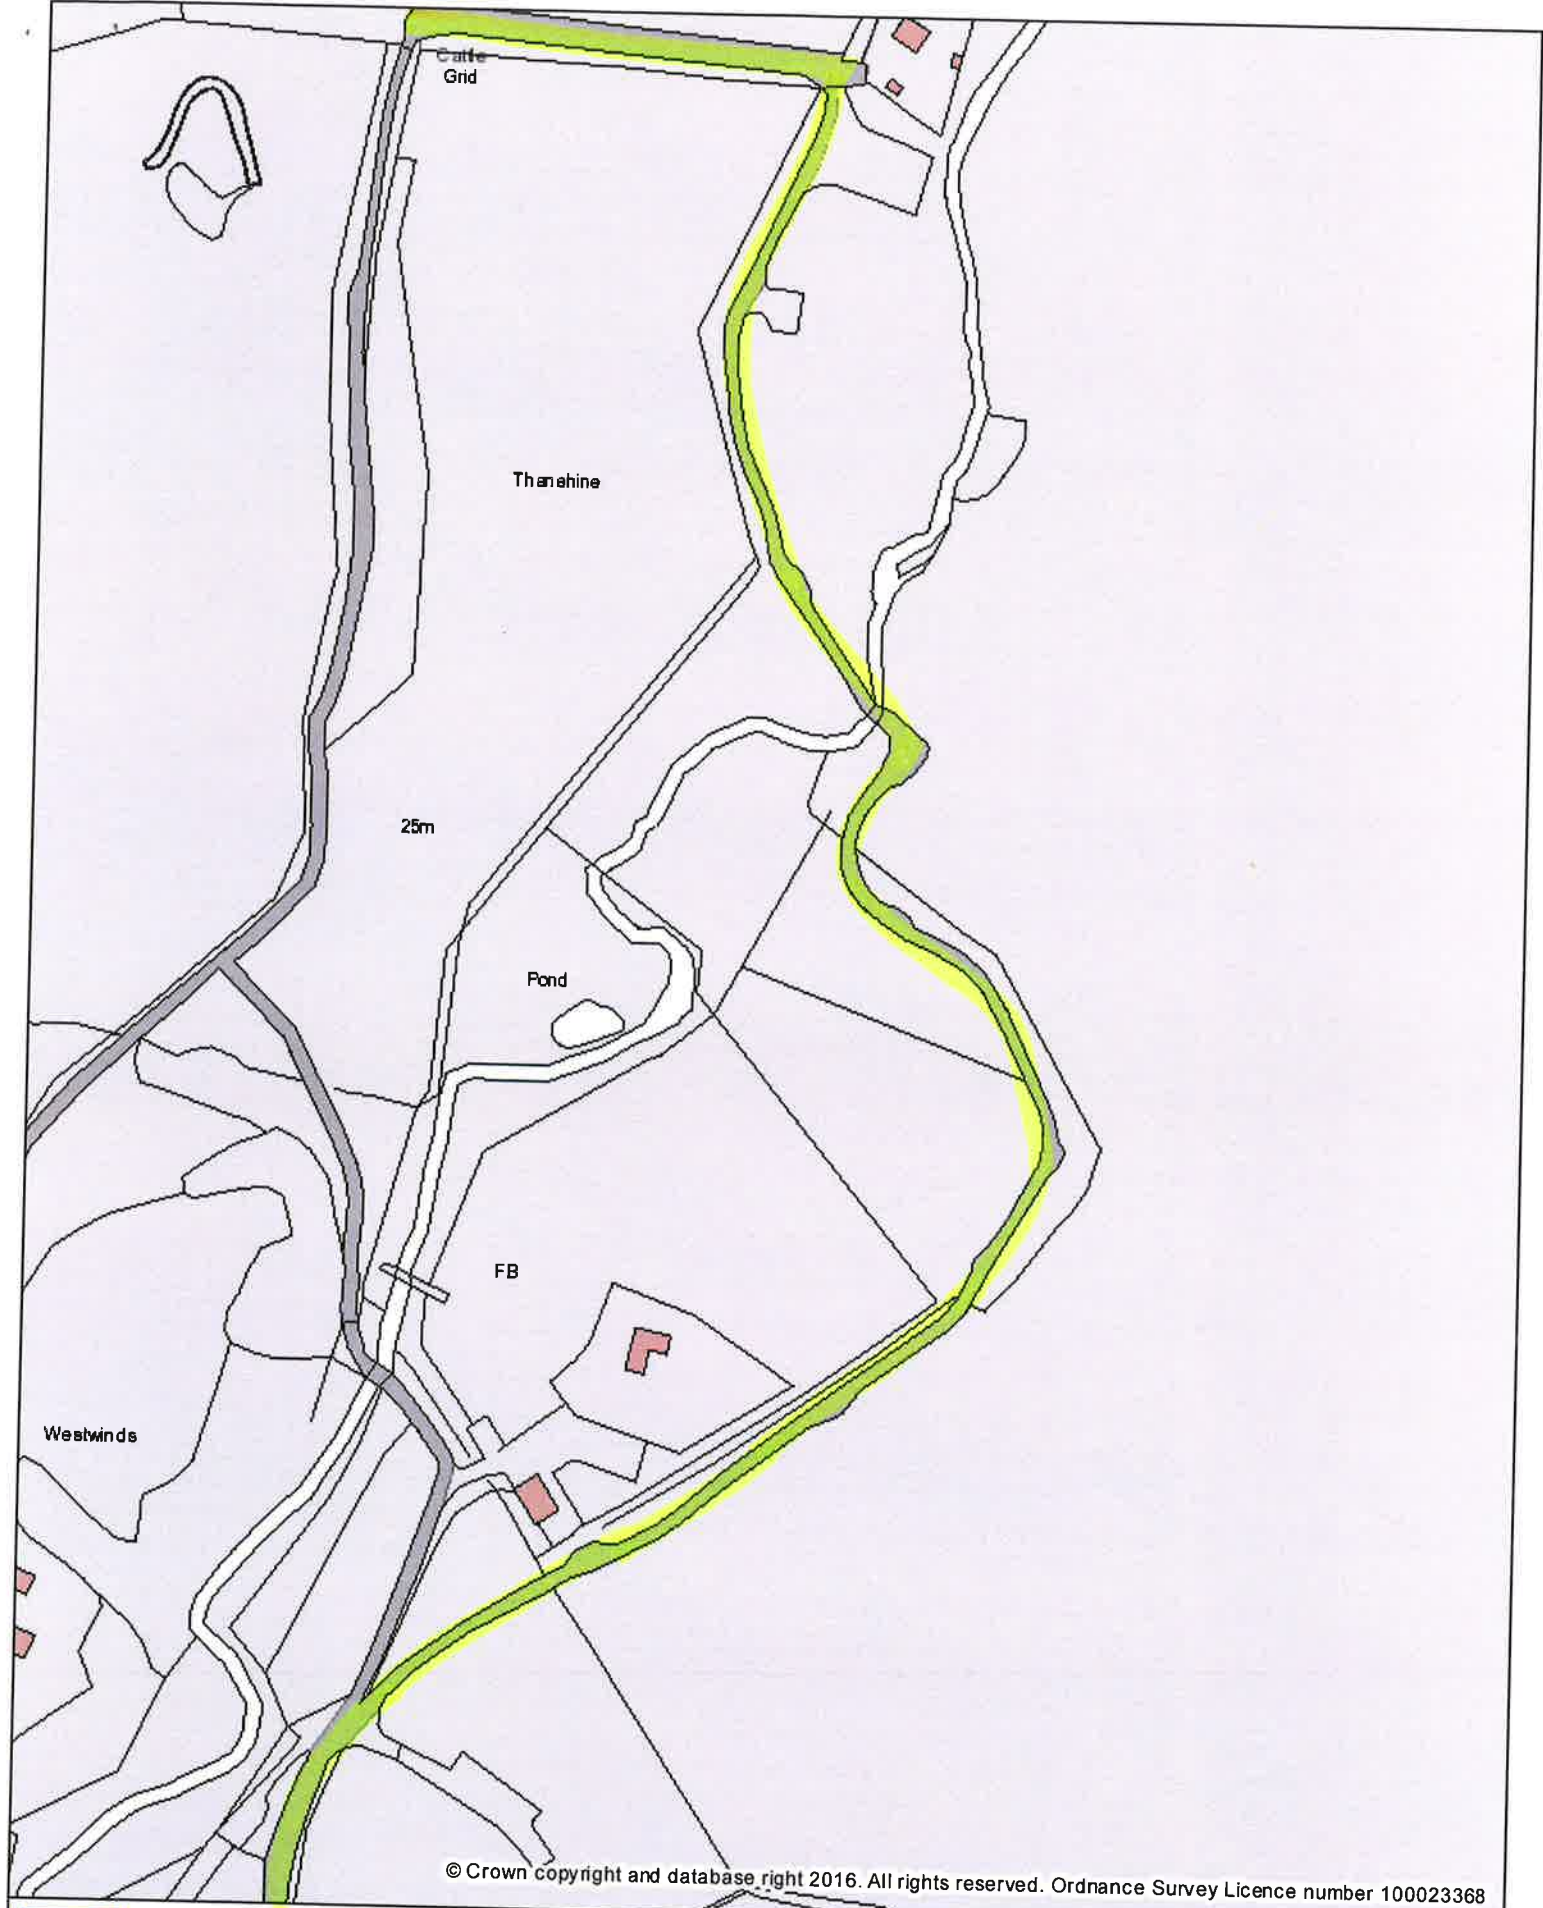 Cattle
Grid
Thanehine
25m
Pond
FB
Westwinds
© Crown copyright and database right 2016. All rights reserved. Ordnance Survey Licence number 100023368